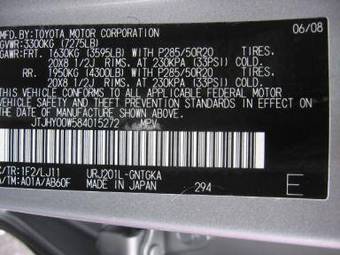 MFD. BY:TOYOTA MOTOR CORPORATION 06/08
GVWR:3300KG (7275LB)
GAWR:FRT. 1630KG (3595LB) WITH P285/50R20 TIRES.
20X8 1/2J RIMS. AT 230KPA (33PSI) COLD.
RR. 1950KG (4300LB) WITH P285/50R20 TIRES.
20X8 1/2J RIMS. AT 230KPA (33PSI) COLD.
THIS VEHICLE CONFORMS TO ALL APPLICABLE
FEDERAL MOTOR VEHICLE SAFETY AND
STANDARDS IN EFFECT ON THE DATE OF
MANUFACTURE SHOWN ABOVE.
JTJHY00W584015272 MPV
C/TR:1F2/LJ11 URJ201L-GNTGKA
A/TM:A01A/AB60F MADE IN JAPAN 294 E